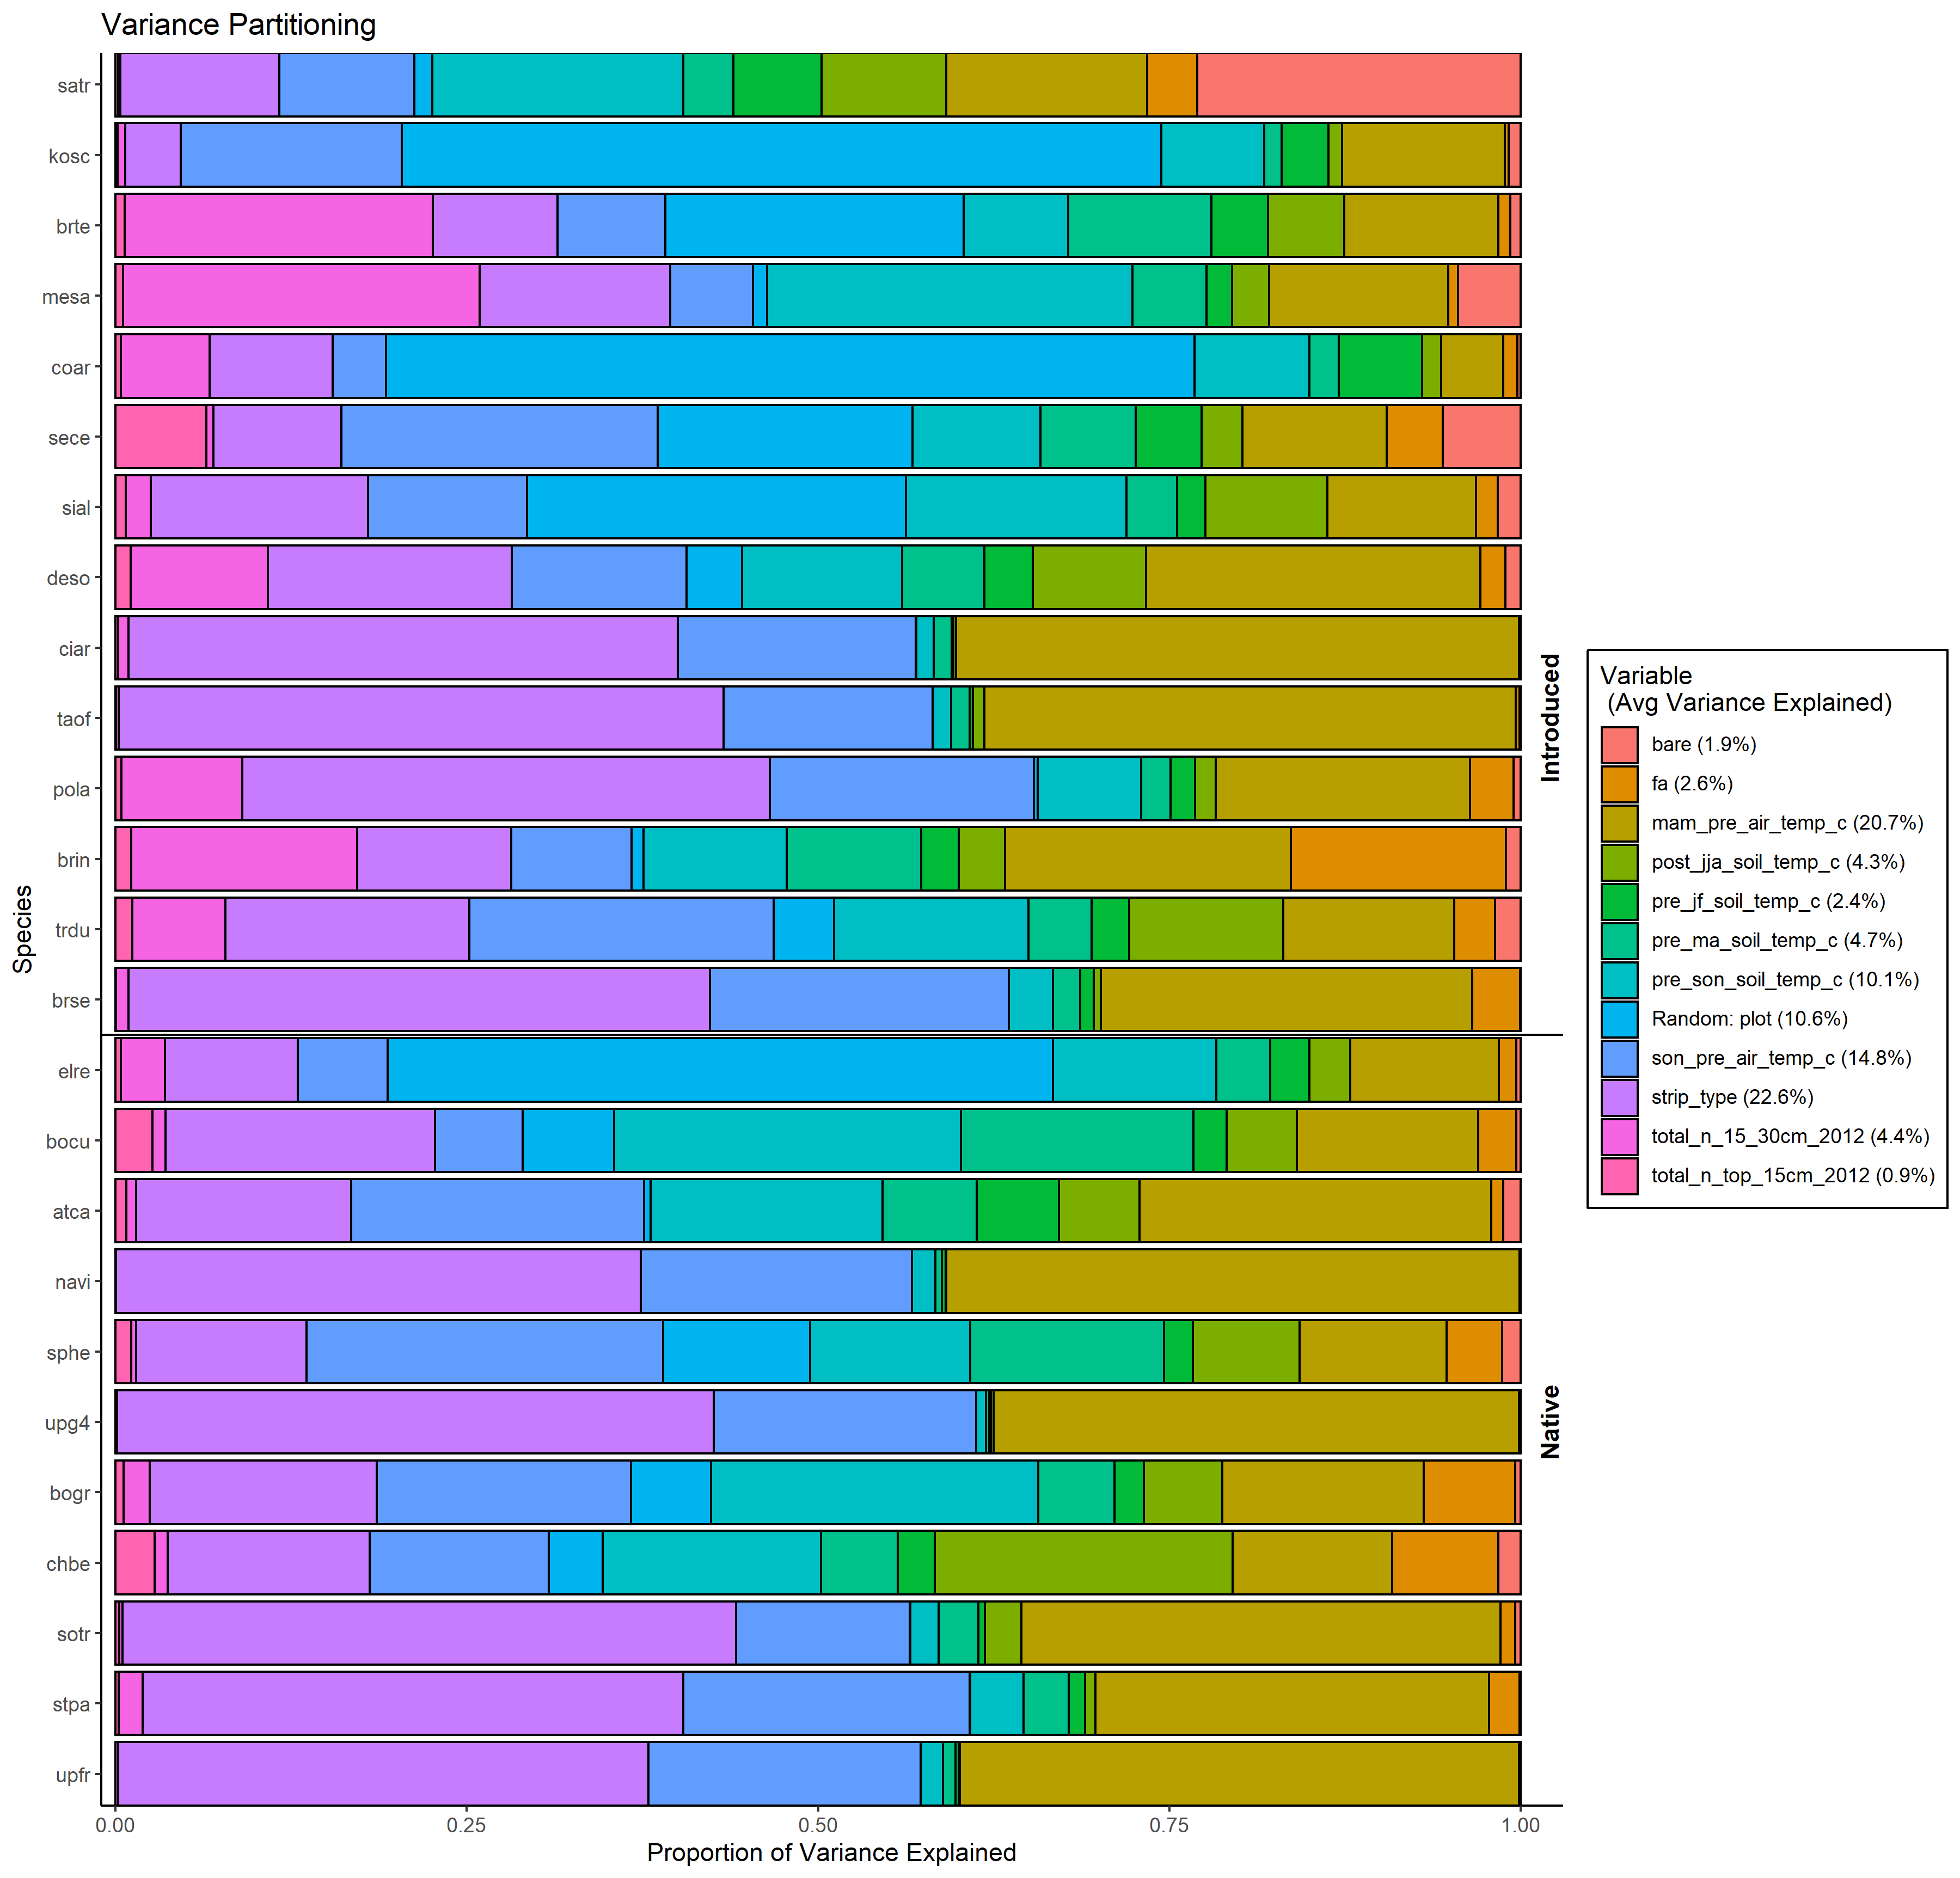 Variance Partitioning
Species
satr
kosc
brte
mesa
coar
sece
sial
deso
ciar
taof
pola
brin
trdu
brse
elre
bocu
atca
navi
sphe
upg4
bogr
chbe
sotr
stpa
upfr
0.00 0.25 0.50 0.75 1.00
Proportion of Variance Explained
Introduced
Native
Variable
(Avg Variance Explained)
bare (1.9%)
fa (2.6%)
mam_pre_air_temp_c (20.7%)
post_jja_soil_temp_c (4.3%)
pre_jf_soil_temp_c (2.4%)
pre_ma_soil_temp_c (4.7%)
pre_son_soil_temp_c (10.1%)
Random: plot (10.6%)
son_pre_air_temp_c (14.8%)
strip_type (22.6%)
total_n_15_30cm_2012 (4.4%)
total_n_top_15cm_2012 (0.9%)